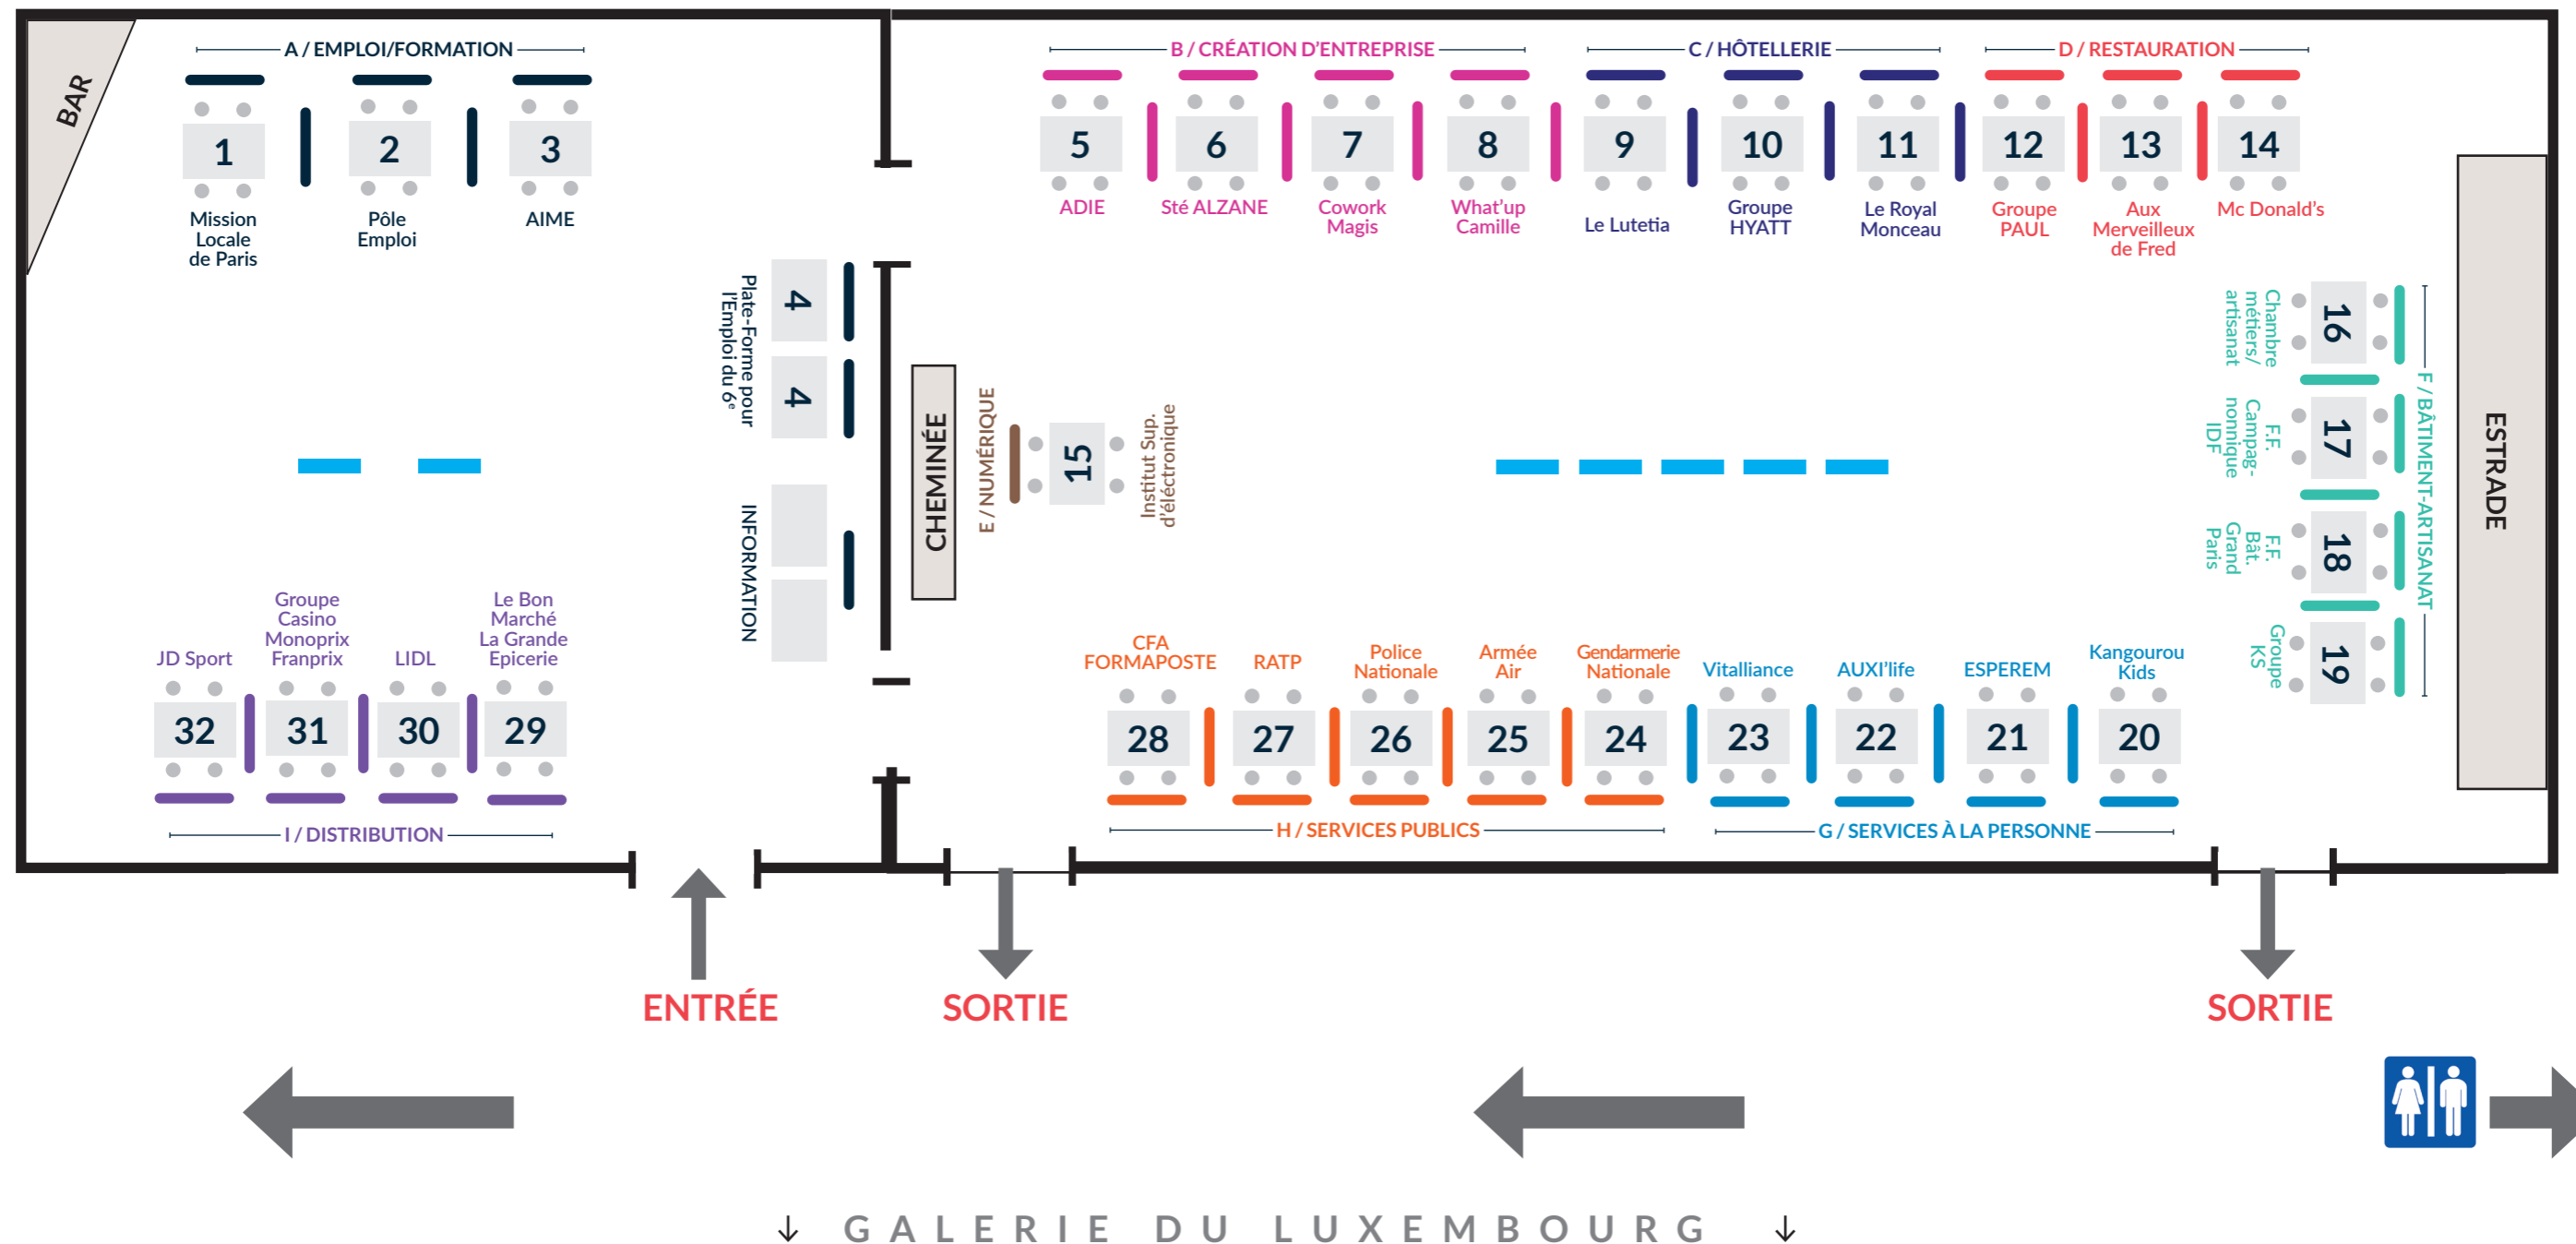 BAR
A / EMPLOI/FORMATION
1
2
3
Mission
Locale
de Paris
Pôle
Emploi
AIME
Plate-Forme pour
l'Emploi du 6e
4
4
INFORMATION
JD Sport
Groupe
Casino
Monoprix
Franprix
LIDL
Le Bon
Marché
La Grande
Epicerie
32
31
30
29
I / DISTRIBUTION
B / CRÉATION D'ENTREPRISE
5
6
7
8
ADIE
Sté ALZANE
Cowork
Magis
What'up
Camille
C / HÔTELLERIE
9
10
11
Le Lutetia
Groupe
HYATT
Le Royal
Monceau
D / RESTAURATION
12
13
14
Groupe
PAUL
Aux
Merveilleux
de Fred
Mc Donald's
CHEMINÉE
E / NUMÉRIQUE
15
Institut Sup.
d'éléctronique
Chambre
métiers/
artisanat
16
F.F.
Campag-
nonnique
IDF
17
F.F.
Bât.
Grand
Paris
18
Groupe
KS
19
F / BÂTIMENT-ARTISANAT
ESTRADE
CFA
FORMAPOSTE
RATP
Police
Nationale
Armée
Air
Gendarmerie
Nationale
28
27
26
25
24
H / SERVICES PUBLICS
Vitalliance
AUXI'life
ESPEREM
Kangourou
Kids
23
22
21
20
G / SERVICES À LA PERSONNE
ENTRÉE
SORTIE
SORTIE
↓ GALERIE DU LUXEMBOURG ↓